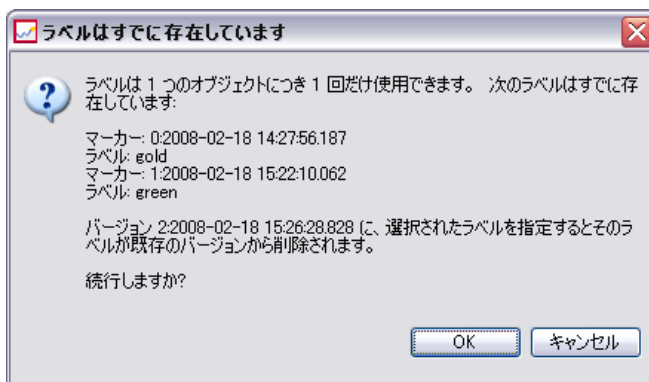 ラベルはすでに存在しています
ラベルは 1 つのオブジェクトにつき 1 回だけ使用できます。 次のラベルはすでに存
在しています:
マーカー: 0:2008-02-18 14:27:56.187
ラベル: gold
マーカー: 1:2008-02-18 15:22:10.062
ラベル: green
バージョン 2:2008-02-18 15:26:28.828 に、選択されたラベルを指定するとそのラ
ベルが既存のバージョンから削除されます。
続行しますか?
OK キャンセル